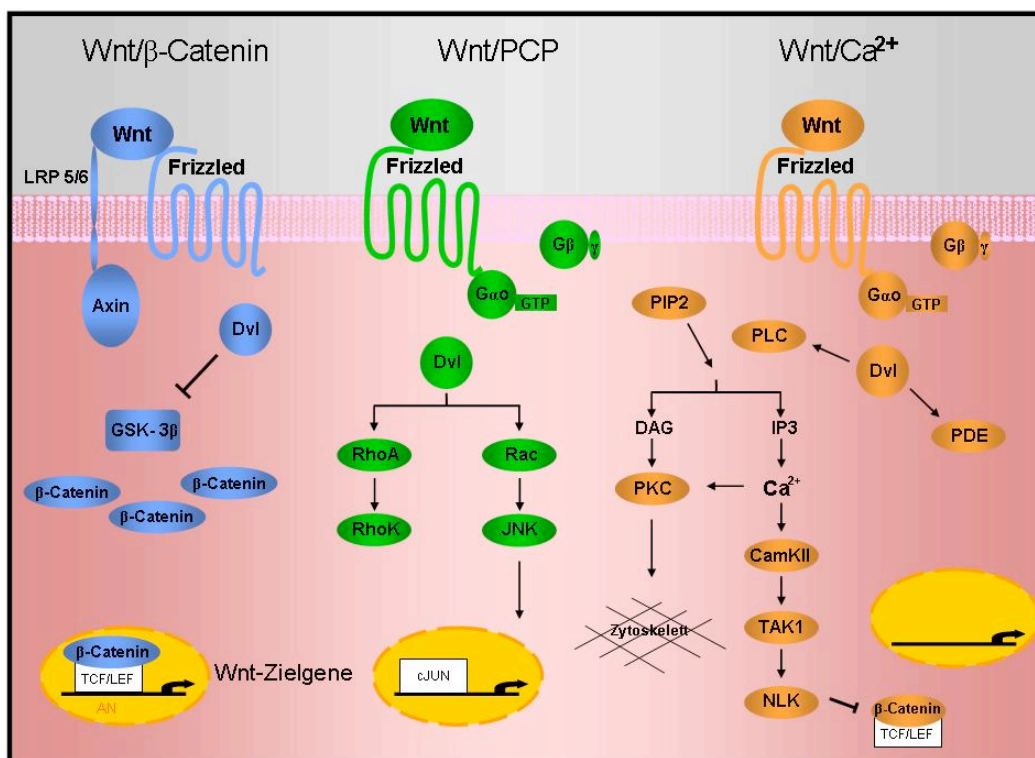 Wnt/β-Catenin
Wnt/PCP
Wnt/Ca²⁺
Wnt
Frizzled
LRP 5/6
Axin
Dvl
GSK-3β
β-Catenin
β-Catenin
β-Catenin
β-Catenin
TCF/LEF
AN
Wnt-Zielgene
Wnt
Frizzled
Gβ
γ
Gαo
GTP
Dvl
RhoA
Rac
RhoK
JNK
cJUN
Wnt
Frizzled
Gβ
γ
Gαo
GTP
PIP2
PLC
Dvl
PDE
DAG
IP3
PKC
Ca²⁺
CamKII
Zytoskelett
TAK1
NLK
β-Catenin
TCF/LEF